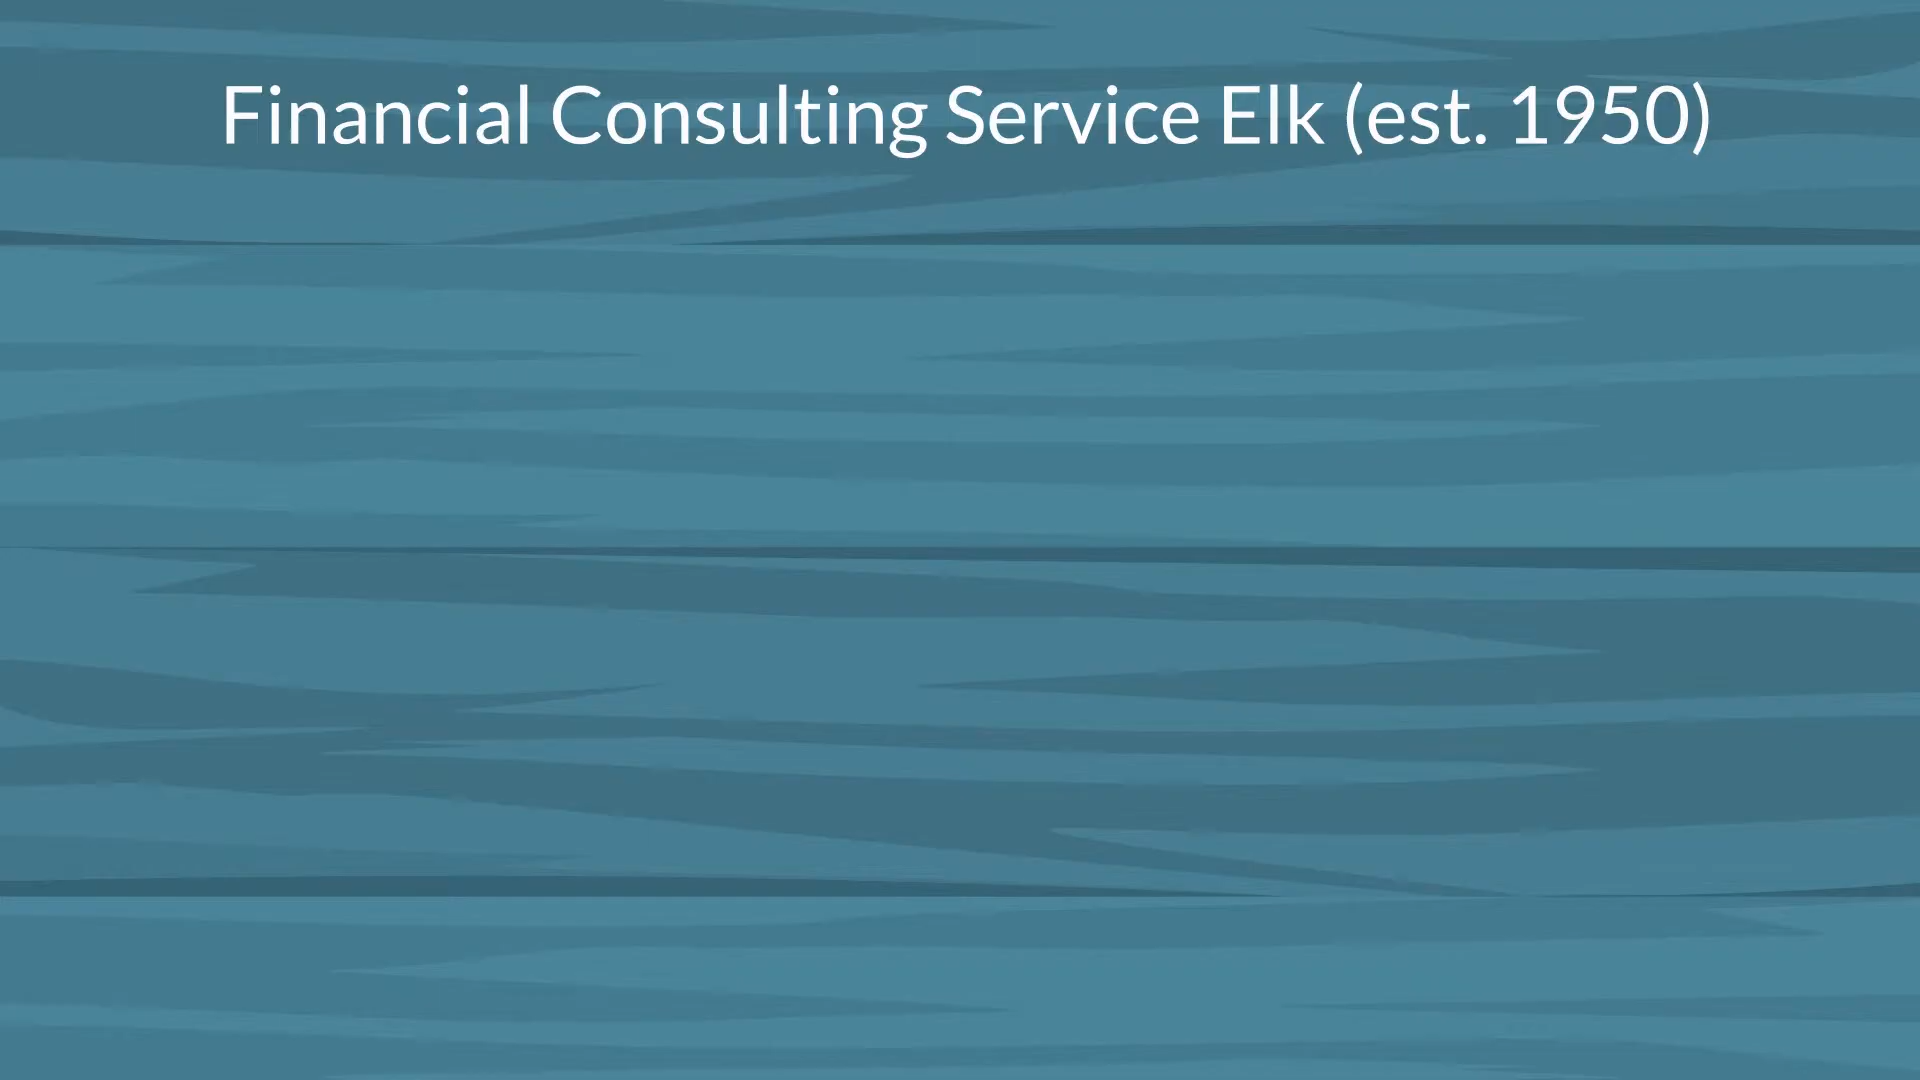 Financial Consulting Service Elk (est. 1950)